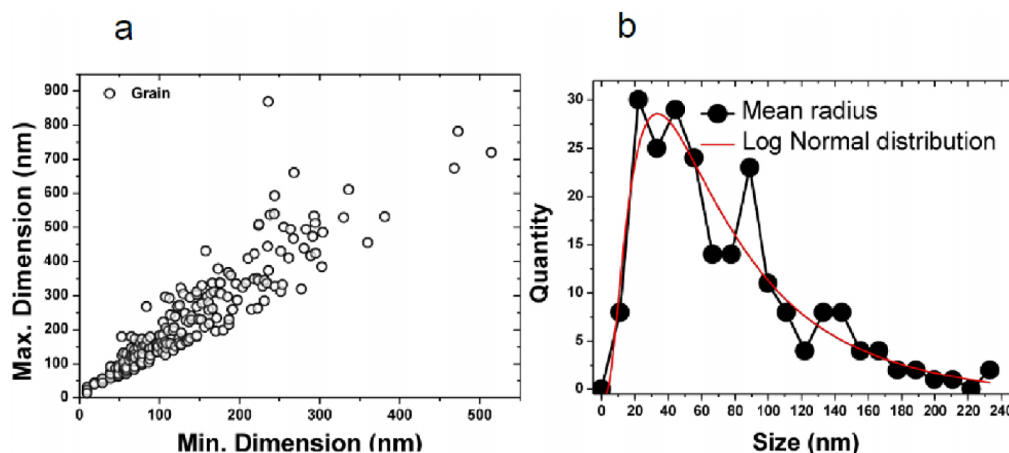 a
Max. Dimension (nm)
900
800
700
600
500
400
300
200
100
0
Grain
0 100 200 300 400 500
Min. Dimension (nm)
b
Quantity
30
25
20
15
10
5
0
Mean radius
Log Normal distribution
0 20 40 60 80 100 120 140 160 180 200 220 240
Size (nm)